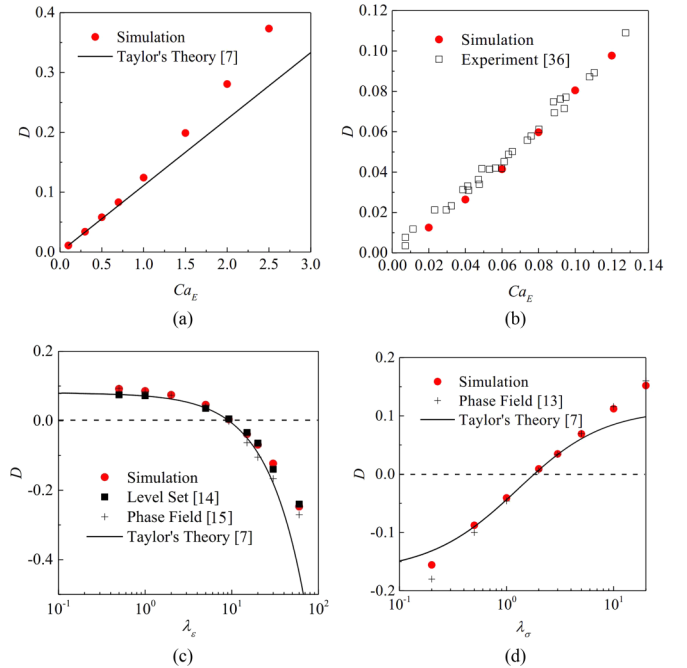 0.4
0.3
0.2
0.1
0.0
D
Simulation
Taylor's Theory [7]
0.0 0.5 1.0 1.5 2.0 2.5 3.0
Ca_E
(a)
0.12
0.10
0.08
0.06
0.04
0.02
0.00
D
Simulation
Experiment [36]
0.00 0.02 0.04 0.06 0.08 0.10 0.12 0.14
Ca_E
(b)
0.2
0.0
-0.2
-0.4
D
Simulation
Level Set [14]
Phase Field [15]
Taylor's Theory [7]
10^-1 10^0 10^1 10^2
λ_ε
(c)
0.2
0.1
0.0
-0.1
-0.2
D
Simulation
Phase Field [13]
Taylor's Theory [7]
10^-1 10^0 10^1
λ_σ
(d)